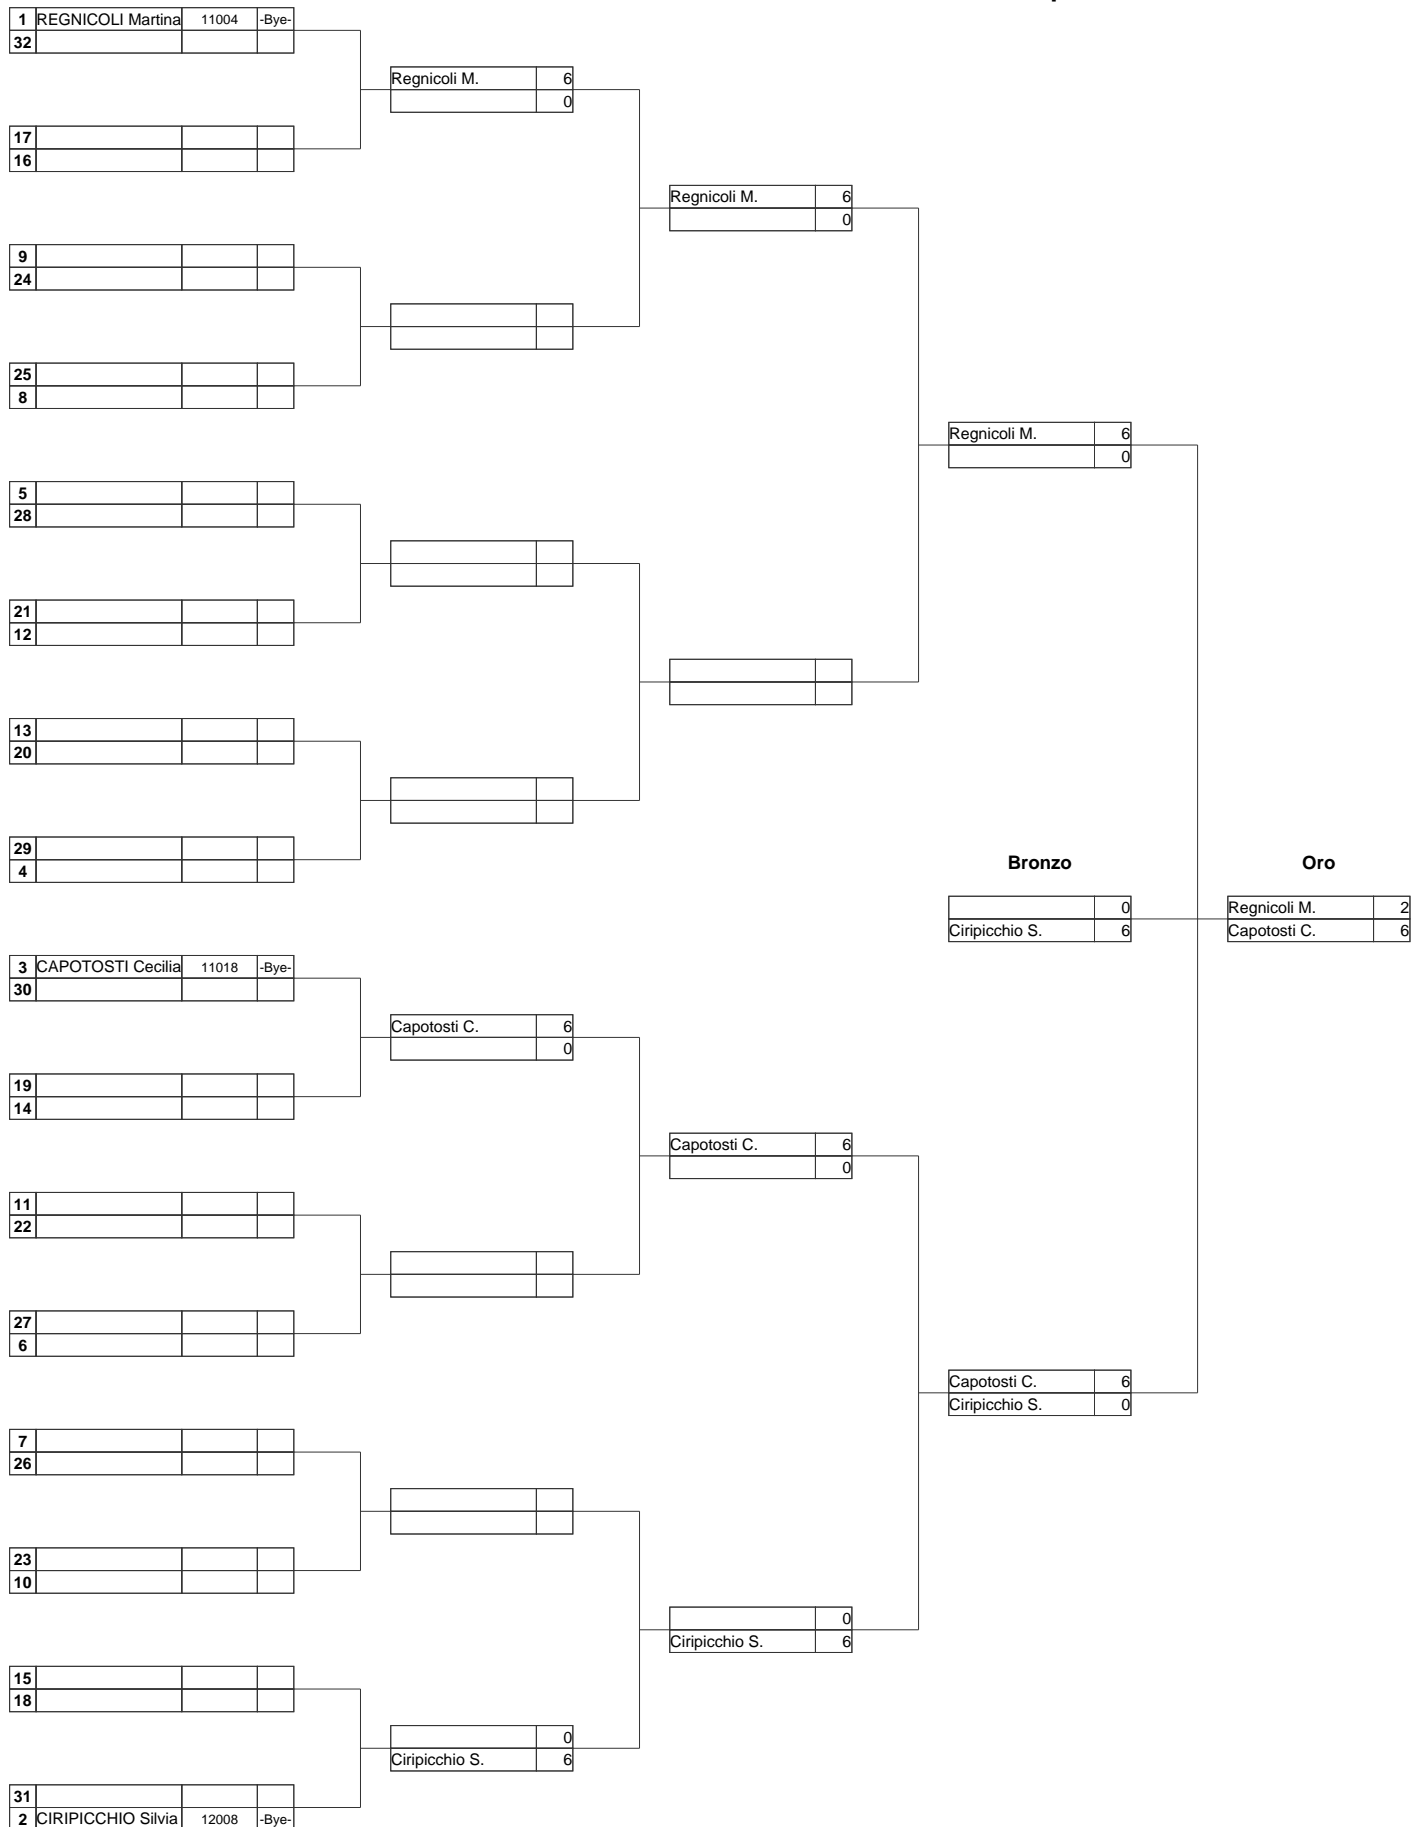 1 REGNICOLI Martina 11004 -Bye-
32
Regnicoli M. 6
0
17
16
Regnicoli M. 6
0
9
24
25
8
Regnicoli M. 6
0
5
28
21
12
13
20
29
4
Bronzo Oro
0 Regnicoli M. 2
Ciripicchio S. 6 Capotosti C. 6
3 CAPOTOSTI Cecilia 11018 -Bye-
30
Capotosti C. 6
0
19
14
Capotosti C. 6
0
11
22
27
6
Capotosti C. 6
Ciripicchio S. 0
7
26
23
10
0
Ciripicchio S. 6
15
18
0
Ciripicchio S. 6
31
2 CIRIPICCHIO Silvia 12008 -Bye-